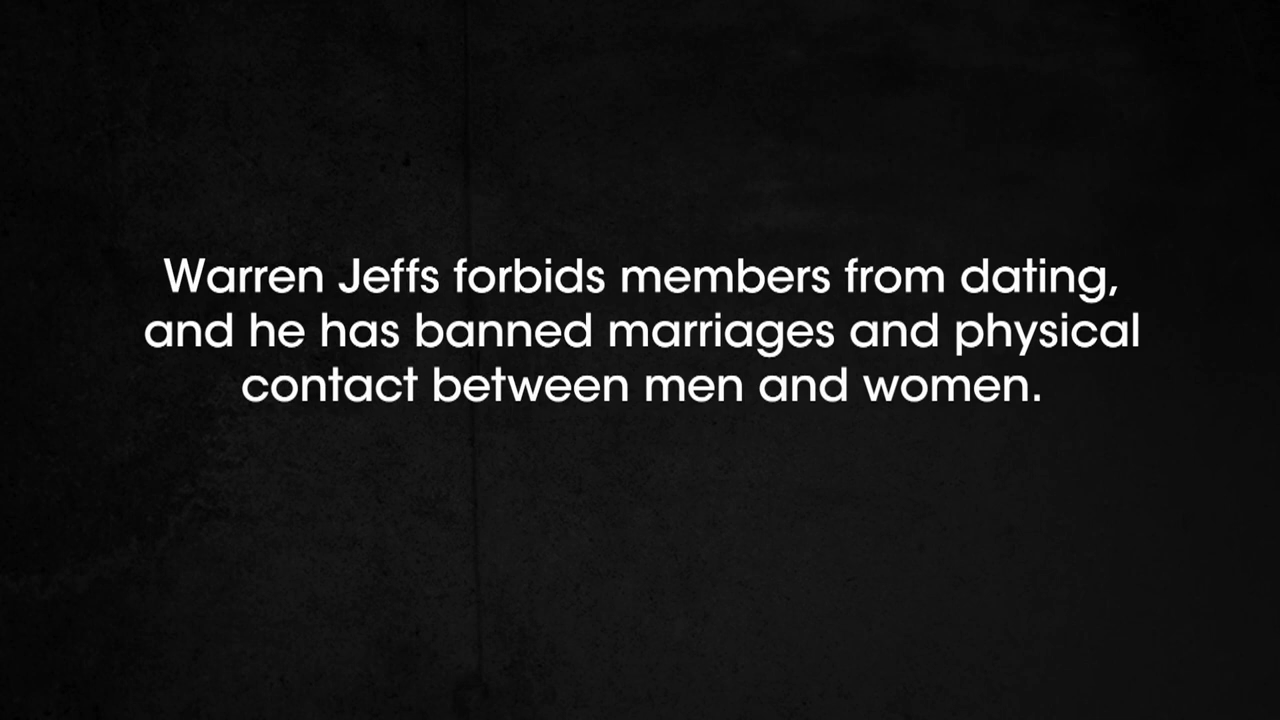 Warren Jeffs forbids members from dating,
and he has banned marriages and physical
contact between men and women.